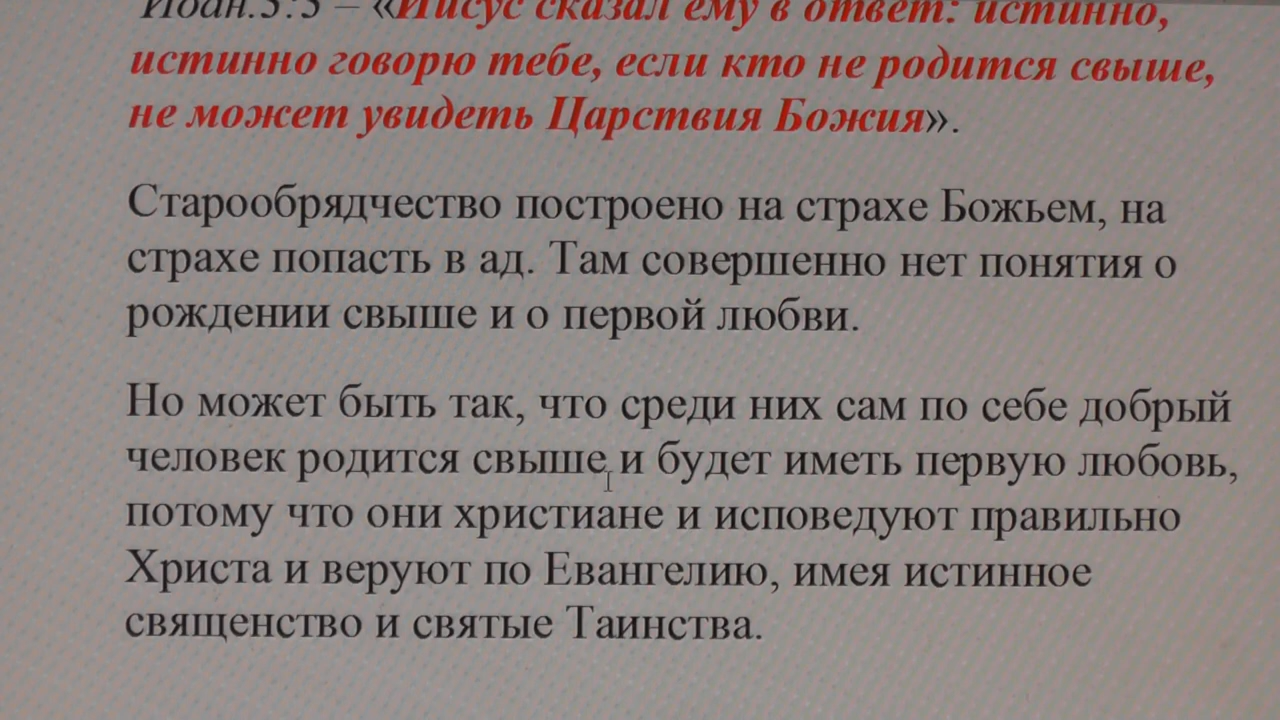 Иоан.3:3 – «Иисус сказал ему в ответ: истинно,
истинно говорю тебе, если кто не родится свыше,
не может увидеть Царствия Божия».
Старообрядчество построено на страхе Божьем, на
страхе попасть в ад. Там совершенно нет понятия о
рождении свыше и о первой любви.
Но может быть так, что среди них сам по себе добрый
человек родится свыше и будет иметь первую любовь,
потому что они христиане и исповедуют правильно
Христа и веруют по Евангелию, имея истинное
священство и святые Таинства.